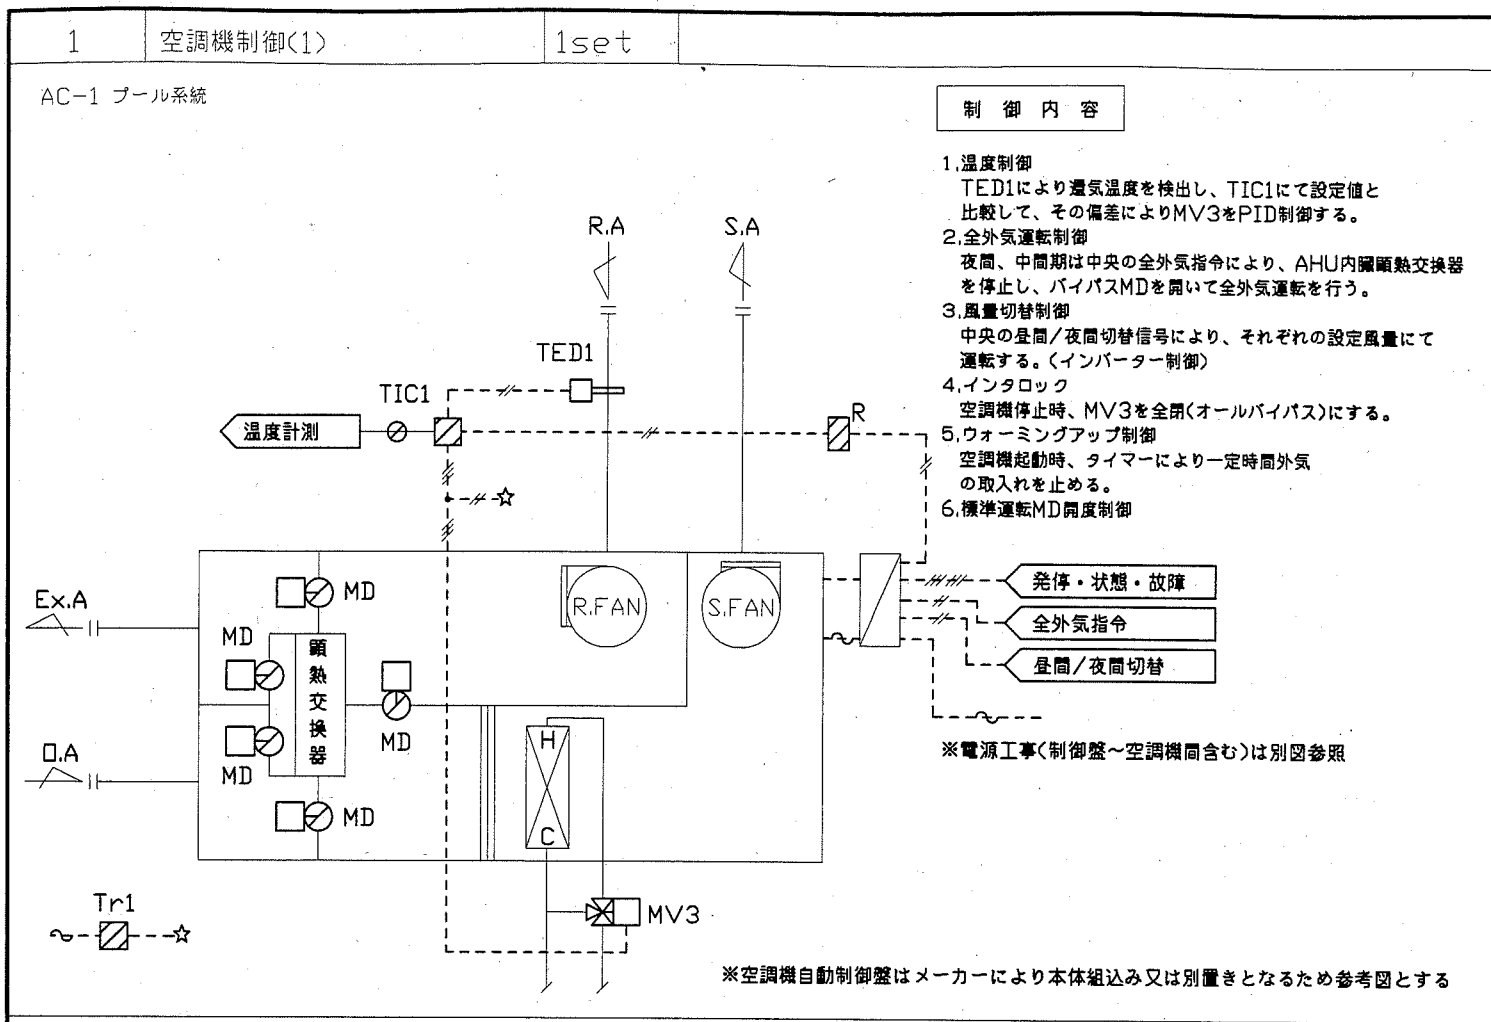 1 空調機制御(1) 1set
AC-1 プール系統
制御内容
1.温度制御
TED1により還気温度を検出し、TIC1にて設定値と
比較して、その偏差によりMV3をPID制御する。
2.全外気運転制御
夜間、中間期は中央の全外気指令により、AHU内臓顕熱交換器
を停止し、バイパスMDを開いて全外気運転を行う。
3.風量切替制御
中央の昼間/夜間切替信号により、それぞれの設定風量にて
運転する。(インバーター制御)
4.インタロック
空調機停止時、MV3を全閉(オールバイパス)にする。
5.ウォーミングアップ制御
空調機起動時、タイマーにより一定時間外気
の取入れを止める。
6.標準運転MD開度制御
R.A
S.A
TED1
TIC1
R
温度計測
Ex.A
MD
MD
顕熱交換器
R.FAN
S.FAN
発停・状態・故障
全外気指令
昼間/夜間切替
O.A
MD
MD
MD
H
C
※電源工事(制御盤~空調機間含む)は別図参照
Tr1
MV3
※空調機自動制御盤はメーカーにより本体組込み又は別置きとなるため参考図とする